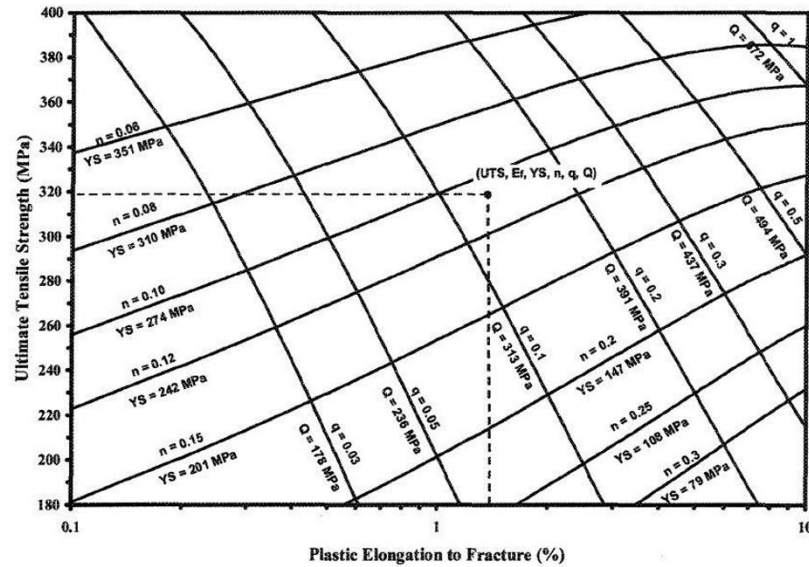 400
380
360
340
320
300
280
260
240
220
200
180
Ultimate Tensile Strength (MPa)
0.1
1
10
Plastic Elongation to Fracture (%)
n = 0.06
YS = 351 MPa
n = 0.08
YS = 310 MPa
n = 0.10
YS = 274 MPa
n = 0.12
YS = 242 MPa
n = 0.15
YS = 201 MPa
n = 0.2
YS = 147 MPa
n = 0.25
YS = 108 MPa
n = 0.3
YS = 79 MPa
(UTS, Ef, YS, n, q, Q)
q = 0.03
Q = 178 MPa
q = 0.05
Q = 236 MPa
q = 0.1
Q = 313 MPa
q = 0.2
Q = 391 MPa
q = 0.3
Q = 437 MPa
q = 0.5
Q = 494 MPa
q = 1
Q = 572 MPa